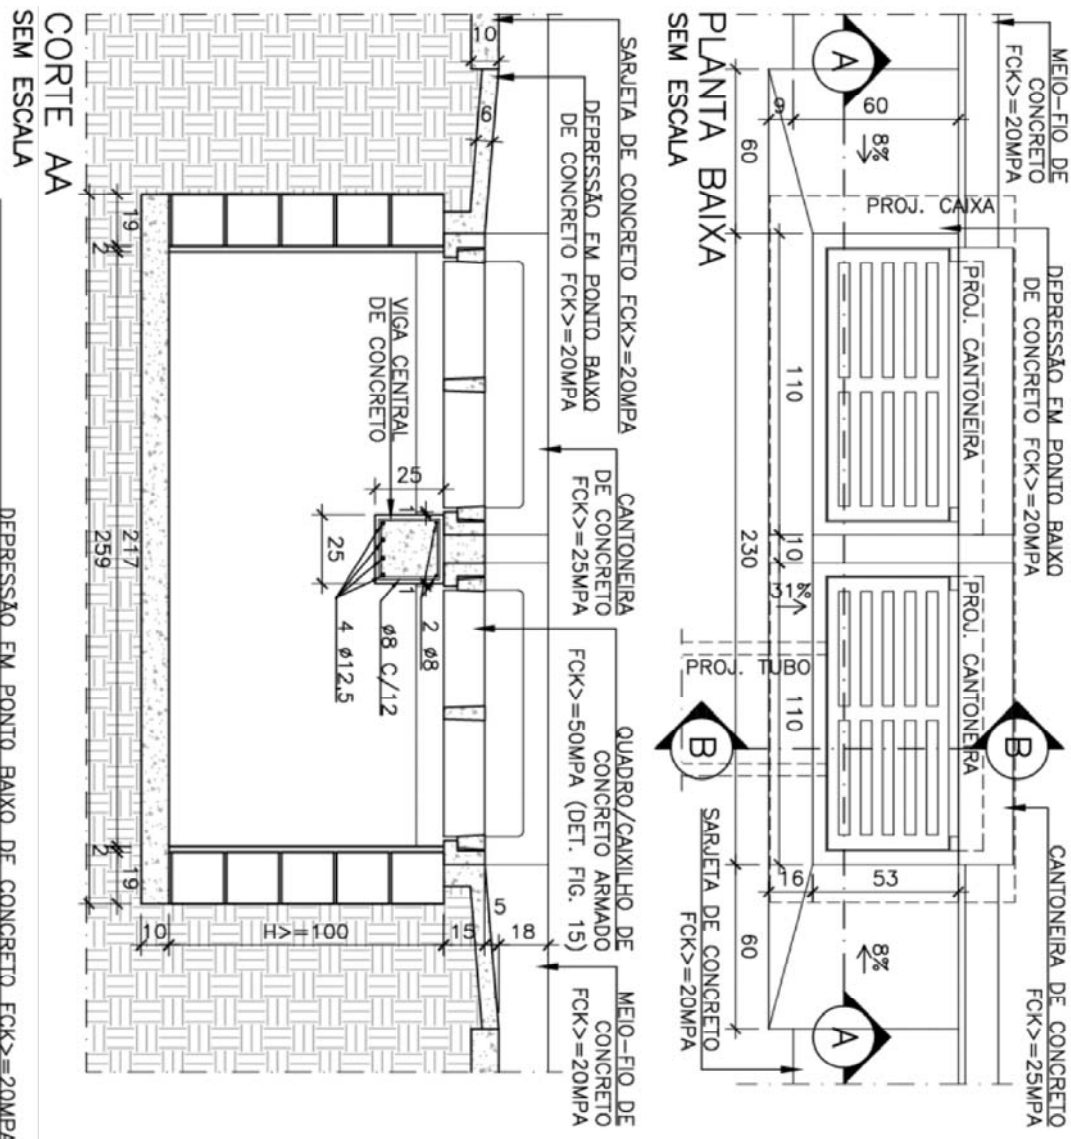 MEIO-FIO DE
CONCRETO
FCK>=20MPA
DEPRESSÃO EM PONTO BAIXO
DE CONCRETO FCK>=20MPA
CANTONEIRA DE CONCRETO
FCK>=25MPA
A
9
60
60
8%
PROJ. CAIXA
PROJ. CANTONEIRA
PROJ. CANTONEIRA
110
10
230
31%
PROJ. TUBO
110
B
B
16
53
60
8%
A
SARJETA DE CONCRETO
FCK>=20MPA
PLANTA BAIXA
SEM ESCALA
SARJETA DE CONCRETO FCK>=20MPA
DEPRESSÃO EM PONTO BAIXO
DE CONCRETO FCK>=20MPA
CANTONEIRA
DE CONCRETO
FCK>=25MPA
QUADRO/CAIXILHO DE
CONCRETO ARMADO
FCK>=50MPA (DET. FIG. 15)
MEIO-FIO DE
CONCRETO
FCK>=20MPA
10
6
VIGA CENTRAL
DE CONCRETO
25
1
1
25
2 ø8
ø8 C/12
4 ø12,5
5
18
15
H>=100
10
19
2
217
2
19
259
CORTE AA
SEM ESCALA
DEPRESSÃO EM PONTO BAIXO DE CONCRETO FCK>=20MPA